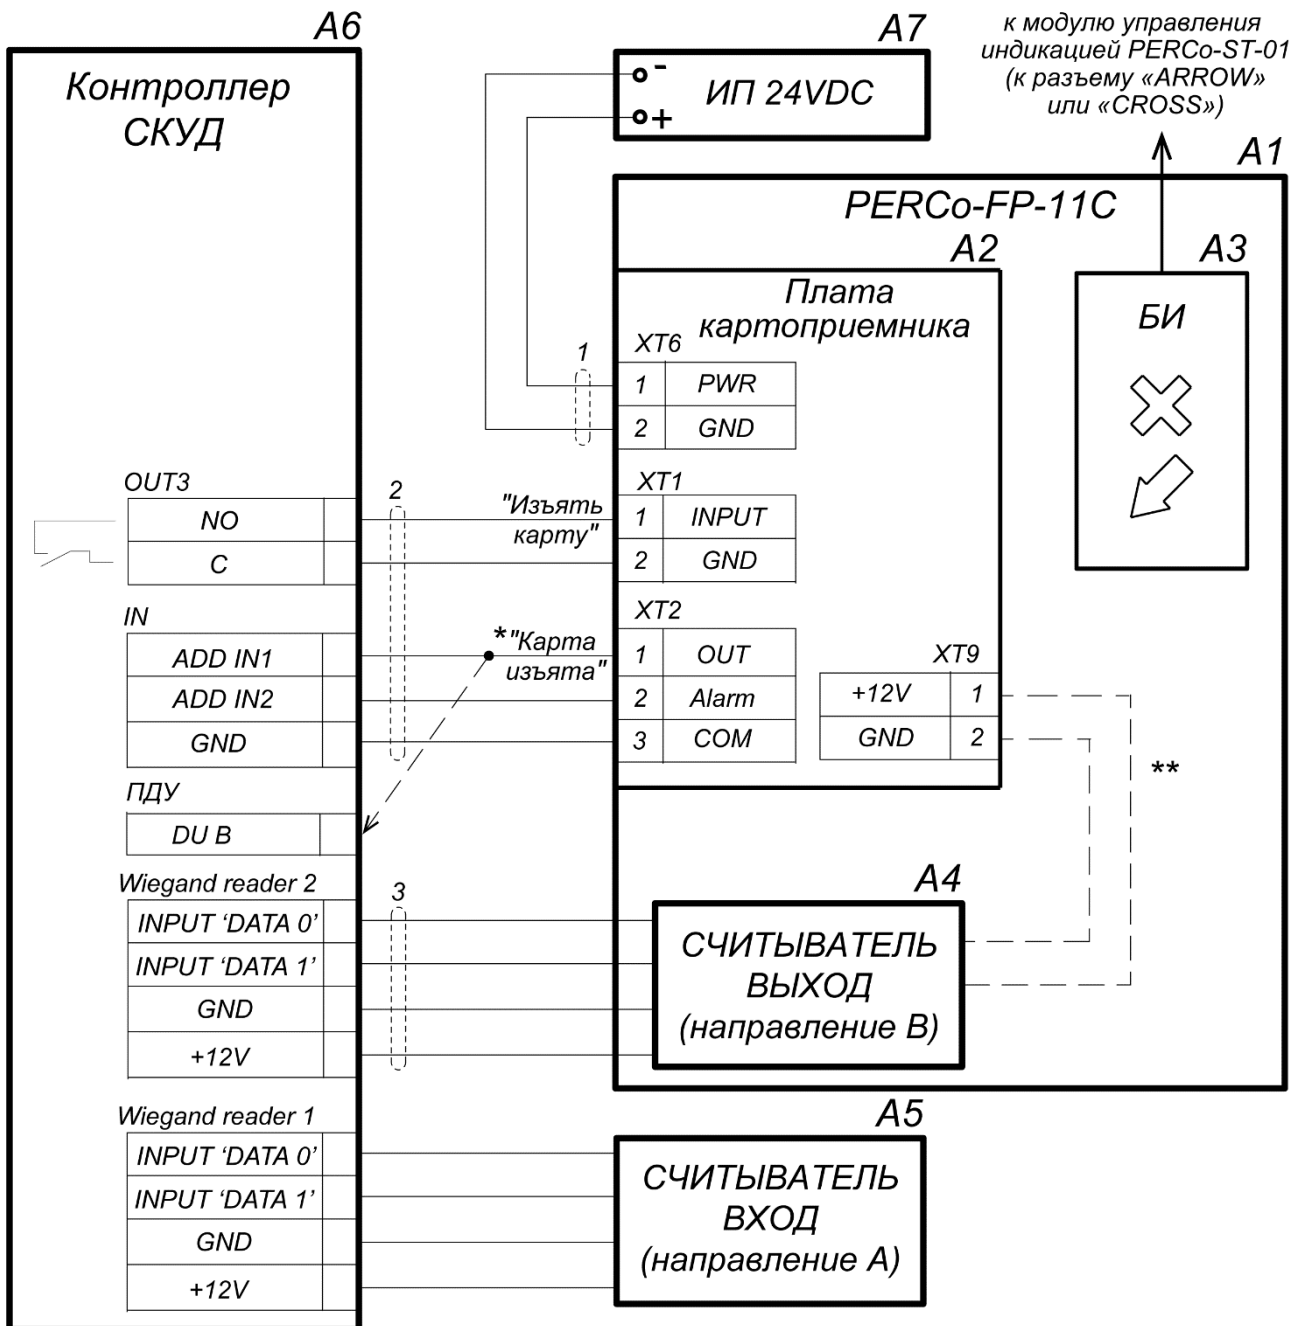 A6
Контроллер
СКУД
A7
- 
ИП 24VDC
+
к модулю управления
индикацией PERCo-ST-01
(к разъему «ARROW»
или «CROSS»)
A1
PERCo-FP-11C
A2
Плата
картоприемника
A3
БИ
1
XT6
1 PWR
2 GND
OUT3
NO
C
2
"Изъять
карту"
XT1
1 INPUT
2 GND
IN
ADD IN1
ADD IN2
GND
* "Карта
изъята"
XT2
1 OUT
2 Alarm
3 COM
XT9
+12V 1
GND 2
**
ПДУ
DU B
Wiegand reader 2
INPUT ‘DATA 0’
INPUT ‘DATA 1’
GND
+12V
3
A4
СЧИТЫВАТЕЛЬ
ВЫХОД
(направление B)
Wiegand reader 1
INPUT ‘DATA 0’
INPUT ‘DATA 1’
GND
+12V
A5
СЧИТЫВАТЕЛЬ
ВХОД
(направление A)